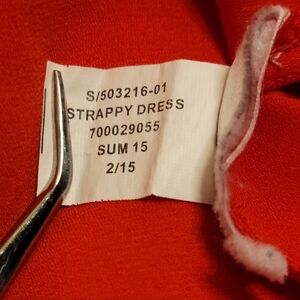 S/503216-01
STRAPPY DRESS
700029055
SUM 15
2/15